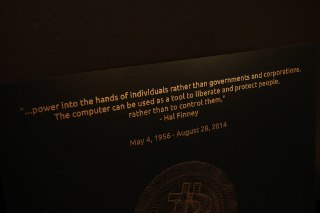 "...power into the hands of individuals rather than governments and corporations.
The computer can be used as a tool to liberate and protect people,
rather than to control them."
- Hal Finney
May 4, 1956 - August 28, 2014